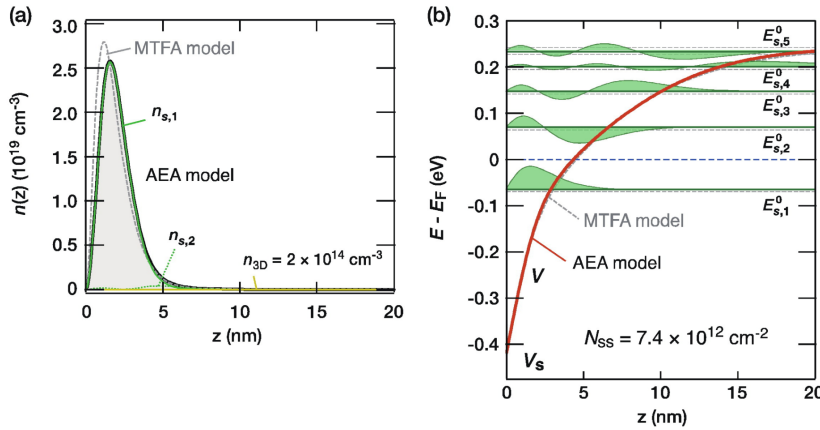 (a)
3.0
2.5
2.0
1.5
1.0
0.5
0
n(z) (10^19 cm^-3)
MTFA model
n_s,1
AEA model
n_s,2
n_3D = 2 × 10^14 cm^-3
0 5 10 15 20
z (nm)
(b)
0.3
0.2
0.1
0
-0.1
-0.2
-0.3
-0.4
E - E_F (eV)
E^0_s,5
E^0_s,4
E^0_s,3
E^0_s,2
E^0_s,1
MTFA model
AEA model
V
N_SS = 7.4 × 10^12 cm^-2
V_s
0 5 10 15 20
z (nm)